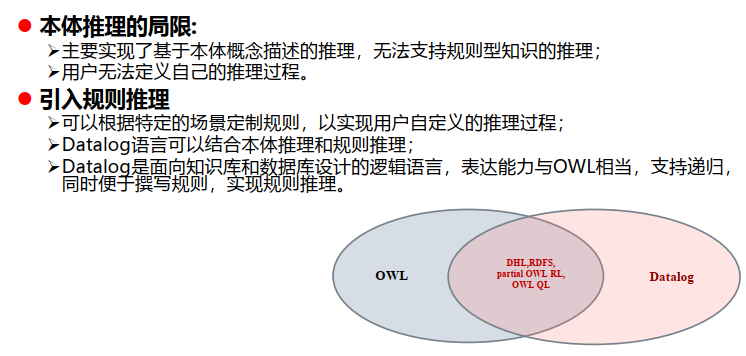 ● 本体推理的局限:
➢主要实现了基于本体概念描述的推理，无法支持规则型知识的推理；
➢用户无法定义自己的推理过程。
● 引入规则推理
➢可以根据特定的场景定制规则，以实现用户自定义的推理过程；
➢Datalog语言可以结合本体推理和规则推理；
➢Datalog是面向知识库和数据库设计的逻辑语言，表达能力与OWL相当，支持递归，
同时便于撰写规则，实现规则推理。
OWL
DHL,RDFS,
partial OWL RL,
OWL QL
Datalog